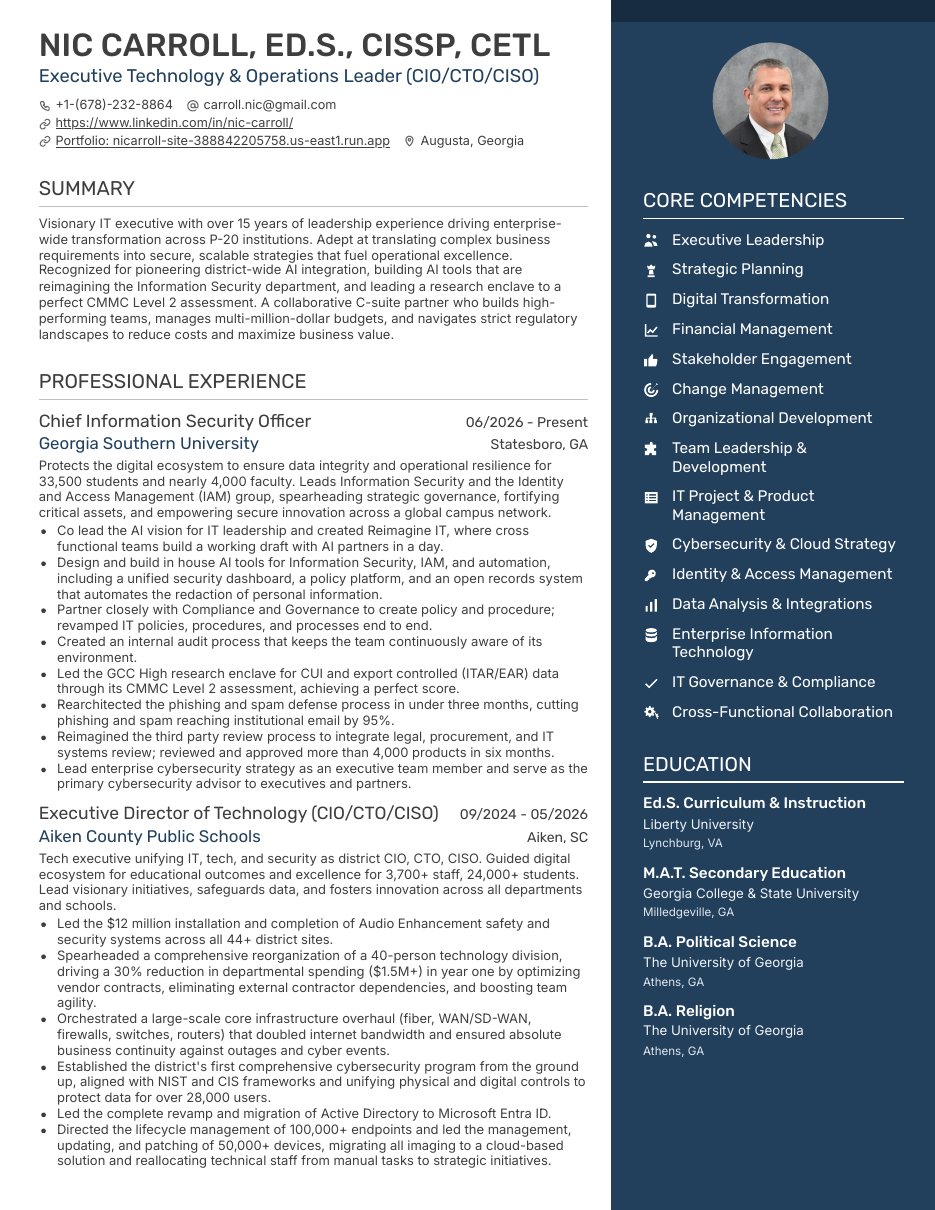 NIC CARROLL, ED.S., CISSP, CETL
Executive Technology & Operations Leader (CIO/CTO/CISO)
+1-(678)-232-8864 carroll.nic@gmail.com
https://www.linkedin.com/in/nic-carroll/
Portfolio: nicarroll-site-388842205758.us-east1.run.app Augusta, Georgia
SUMMARY
Visionary IT executive with over 15 years of leadership experience driving enterprise-
wide transformation across P-20 institutions. Adept at translating complex business
requirements into secure, scalable strategies that fuel operational excellence.
Recognized for pioneering district-wide AI integration, building AI tools that are
reimagining the Information Security department, and leading a research enclave to a
perfect CMMC Level 2 assessment. A collaborative C-suite partner who builds high-
performing teams, manages multi-million-dollar budgets, and navigates strict regulatory
landscapes to reduce costs and maximize business value.
PROFESSIONAL EXPERIENCE
Chief Information Security Officer 06/2026 - Present
Georgia Southern University Statesboro, GA
Protects the digital ecosystem to ensure data integrity and operational resilience for
33,500 students and nearly 4,000 faculty. Leads Information Security and the Identity
and Access Management (IAM) group, spearheading strategic governance, fortifying
critical assets, and empowering secure innovation across a global campus network.
• Co lead the AI vision for IT leadership and created Reimagine IT, where cross
functional teams build a working draft with AI partners in a day.
• Design and build in house AI tools for Information Security, IAM, and automation,
including a unified security dashboard, a policy platform, and an open records system
that automates the redaction of personal information.
• Partner closely with Compliance and Governance to create policy and procedure;
revamped IT policies, procedures, and processes end to end.
• Created an internal audit process that keeps the team continuously aware of its
environment.
• Led the GCC High research enclave for CUI and export controlled (ITAR/EAR) data
through its CMMC Level 2 assessment, achieving a perfect score.
• Rearchitected the phishing and spam defense process in under three months, cutting
phishing and spam reaching institutional email by 95%.
• Reimagined the third party review process to integrate legal, procurement, and IT
systems review; reviewed and approved more than 4,000 products in six months.
• Lead enterprise cybersecurity strategy as an executive team member and serve as the
primary cybersecurity advisor to executives and partners.
Executive Director of Technology (CIO/CTO/CISO) 09/2024 - 05/2026
Aiken County Public Schools Aiken, SC
Tech executive unifying IT, tech, and security as district CIO, CTO, CISO. Guided digital
ecosystem for educational outcomes and excellence for 3,700+ staff, 24,000+ students.
Lead visionary initiatives, safeguards data, and fosters innovation across all departments
and schools.
• Led the $12 million installation and completion of Audio Enhancement safety and
security systems across all 44+ district sites.
• Spearheaded a comprehensive reorganization of a 40-person technology division,
driving a 30% reduction in departmental spending ($1.5M+) in year one by optimizing
vendor contracts, eliminating external contractor dependencies, and boosting team
agility.
• Orchestrated a large-scale core infrastructure overhaul (fiber, WAN/SD-WAN,
firewalls, switches, routers) that doubled internet bandwidth and ensured absolute
business continuity against outages and cyber events.
• Established the district's first comprehensive cybersecurity program from the ground
up, aligned with NIST and CIS frameworks and unifying physical and digital controls to
protect data for over 28,000 users.
• Led the complete revamp and migration of Active Directory to Microsoft Entra ID.
• Directed the lifecycle management of 100,000+ endpoints and led the management,
updating, and patching of 50,000+ devices, migrating all imaging to a cloud-based
solution and reallocating technical staff from manual tasks to strategic initiatives.
CORE COMPETENCIES
Executive Leadership
Strategic Planning
Digital Transformation
Financial Management
Stakeholder Engagement
Change Management
Organizational Development
Team Leadership &
Development
IT Project & Product
Management
Cybersecurity & Cloud Strategy
Identity & Access Management
Data Analysis & Integrations
Enterprise Information
Technology
IT Governance & Compliance
Cross-Functional Collaboration
EDUCATION
Ed.S. Curriculum & Instruction
Liberty University
Lynchburg, VA
M.A.T. Secondary Education
Georgia College & State University
Milledgeville, GA
B.A. Political Science
The University of Georgia
Athens, GA
B.A. Religion
The University of Georgia
Athens, GA